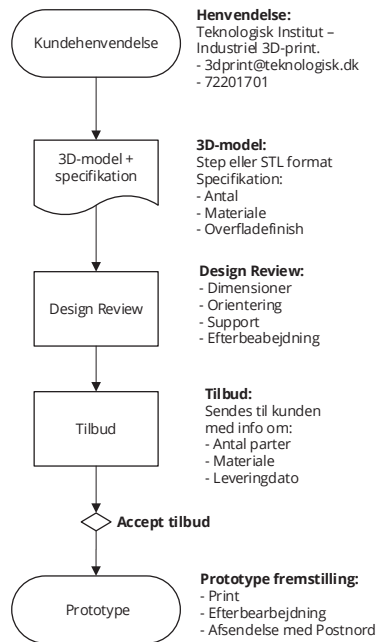 Kundehenvendelse
Henvendelse:
Teknologisk Institut –
Industriel 3D-print.
- 3dprint@teknologisk.dk
- 72201701
3D-model +
specifikation
3D-model:
Step eller STL format
Specifikation:
- Antal
- Materiale
- Overfladefinish
Design Review
Design Review:
- Dimensioner
- Orientering
- Support
- Efterbeabejdning
Tilbud
Tilbud:
Sendes til kunden
med info om:
- Antal parter
- Materiale
- Leveringdato
Accept tilbud
Prototype
Prototype fremstilling:
- Print
- Efterbearbejdning
- Afsendelse med Postnord